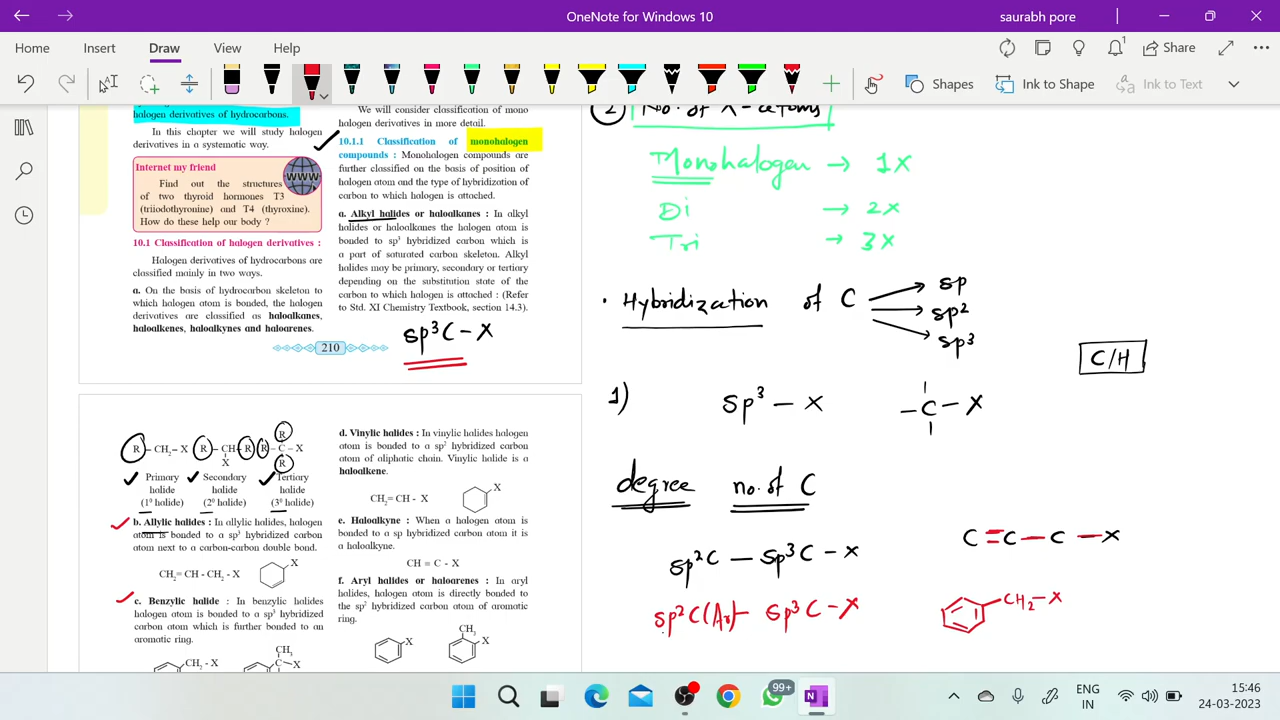 OneNote for Windows 10
saurabh pore
Home Insert Draw View Help
Share
Shapes
Ink to Shape
Ink to Text
halogen derivatives of hydrocarbons.
In this chapter we will study halogen
derivatives in a systematic way.
Internet my friend
WWW
Find out the structures
of two thyroid hormones T3
(triiodothyronine) and T4 (thyroxine).
How do these help our body ?
10.1 Classification of halogen derivatives :
Halogen derivatives of hydrocarbons are
classified mainly in two ways.
a. On the basis of hydrocarbon skeleton to
which halogen atom is bonded, the halogen
derivatives are classified as haloalkanes,
haloalkenes, haloalkynes and haloarenes.
We will consider classification of mono
halogen derivatives in more detail.
10.1.1 Classification of monohalogen
compounds : Monohalogen compounds are
further classified on the basis of position of
halogen atom and the type of hybridization of
carbon to which halogen is attached.
a. Alkyl halides or haloalkanes : In alkyl
halides or haloalkanes the halogen atom is
bonded to sp³ hybridized carbon which is
a part of saturated carbon skeleton. Alkyl
halides may be primary, secondary or tertiary
depending on the substitution state of the
carbon to which halogen is attached : (Refer
to Std. XI Chemistry Textbook, section 14.3).
sp³C - X
210
R
R - CH₂- X R - CH - R R - C - X
X R
Primary Secondary Tertiary
halide halide halide
(1⁰ halide) (2⁰ halide) (3⁰ halide)
b. Allylic halides : In allylic halides, halogen
atom is bonded to a sp³ hybridized carbon
atom next to a carbon-carbon double bond.
CH₂= CH - CH₂ - X X
c. Benzylic halide : In benzylic halides
halogen atom is bonded to a sp³ hybridized
carbon atom which is further bonded to an
aromatic ring.
CH₂ - X
CH₃
C-X
d. Vinylic halides : In vinylic halides halogen
atom is bonded to a sp² hybridized carbon
atom of aliphatic chain. Vinylic halide is a
haloalkene.
CH₂= CH - X X
e. Haloalkyne : When a halogen atom is
bonded to a sp hybridized carbon atom it is
a haloalkyne.
CH ≡ C - X
f. Aryl halides or haloarenes : In aryl
halides, halogen atom is directly bonded to
the sp² hybridized carbon atom of aromatic
ring.
X
CH₃
X
② No. of X-atoms
Monohalogen → 1X
Di → 2X
Tri → 3X
• Hybridization of C
sp
sp²
sp³
C/H
1) sp³ - X -C-X
degree no. of C
sp²C - sp³C - X C=C-C-X
sp²C(Ar)- sp³C-X CH₂-X
99+
ENG
IN
15:46
24-03-2023